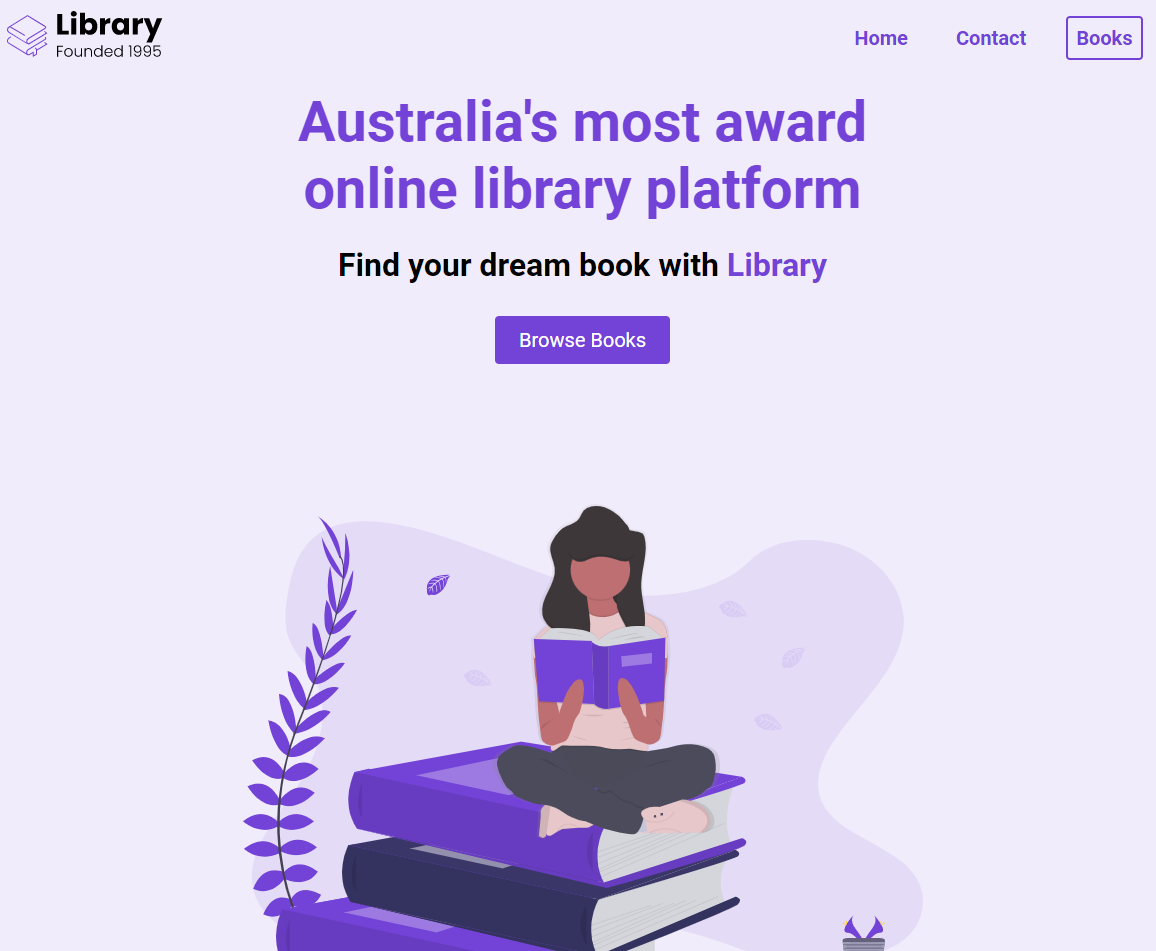 Library
Founded 1995
Home
Contact
Books
Australia's most award
online library platform
Find your dream book with Library
Browse Books